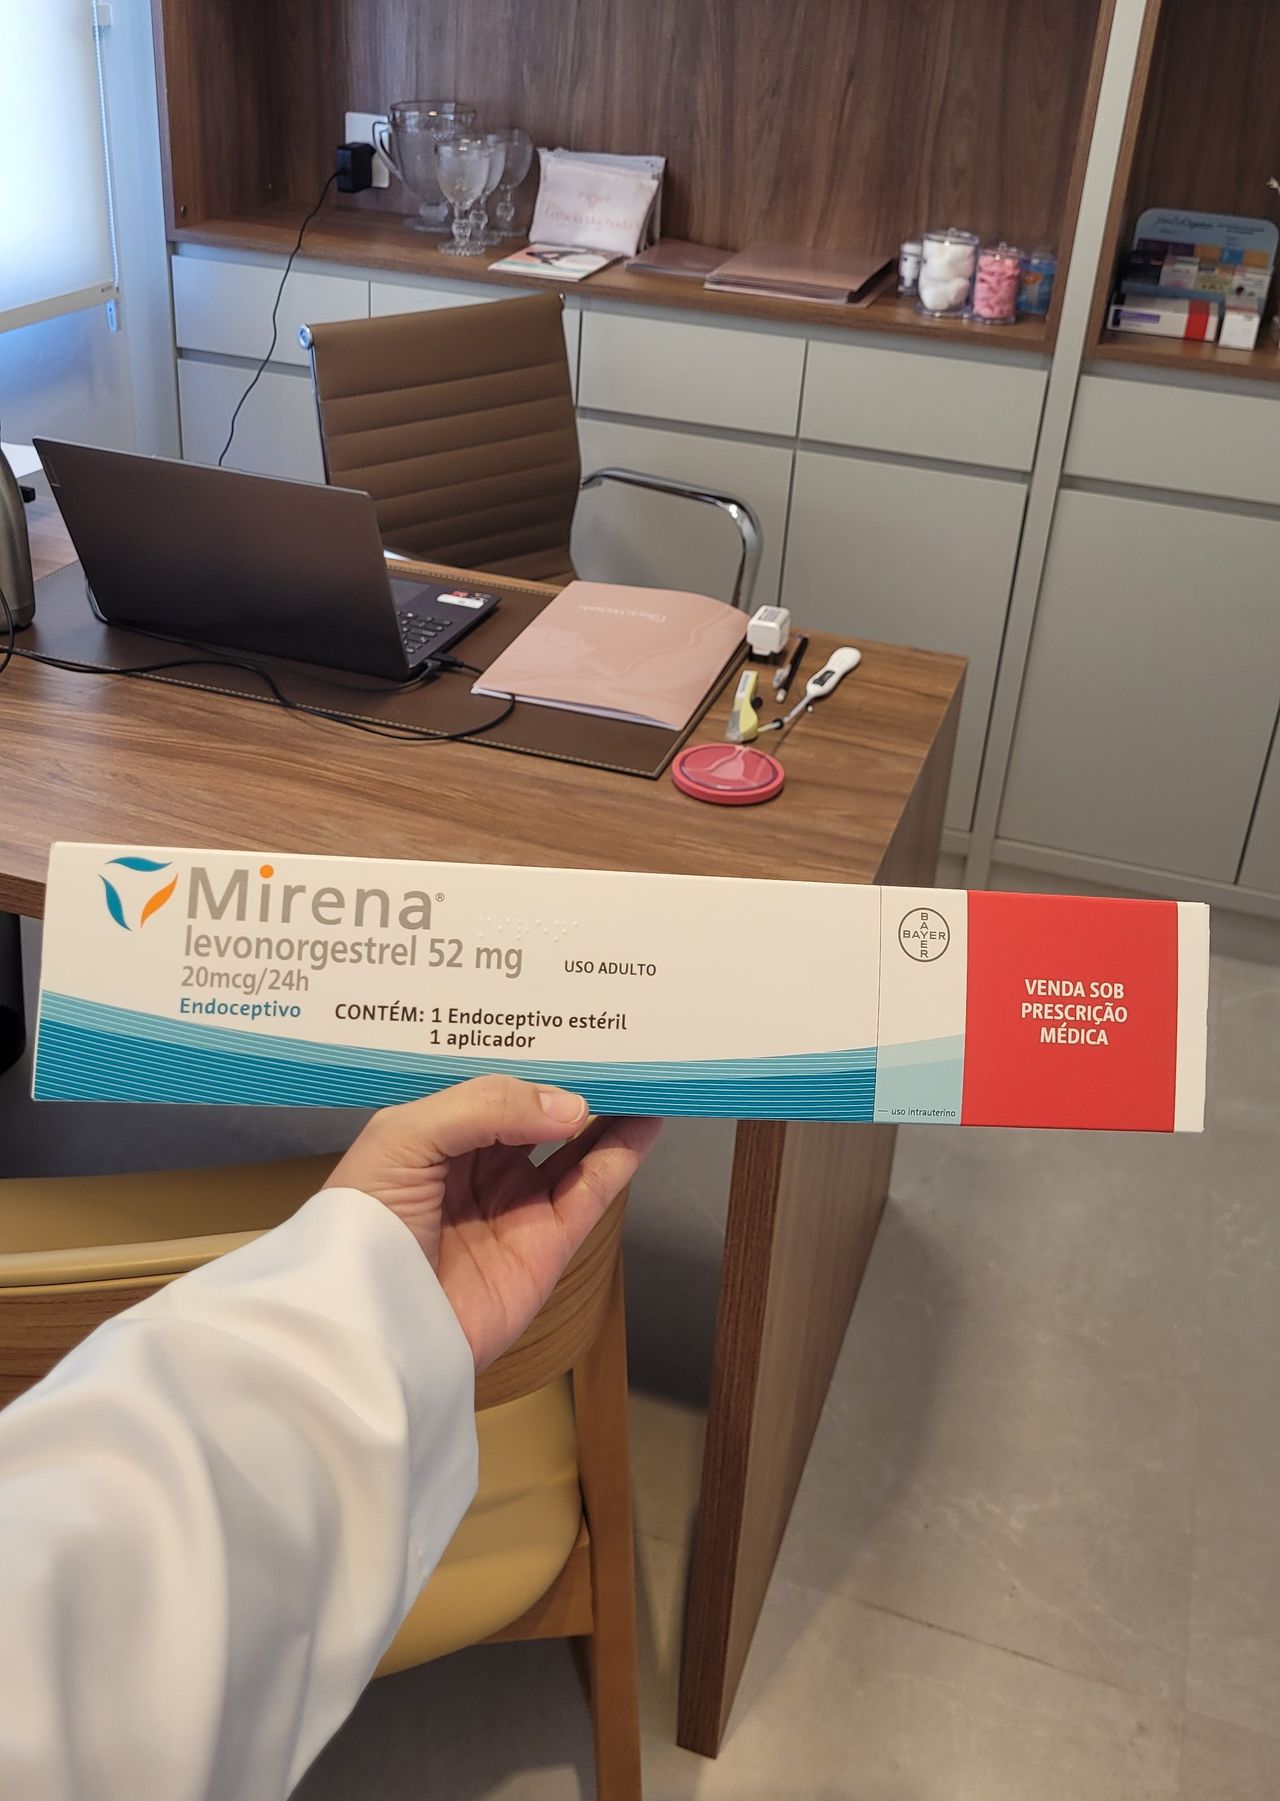 Mirena®
levonorgestrel 52 mg
20mcg/24h
USO ADULTO
Endoceptivo
CONTÉM: 1 Endoceptivo estéril
1 aplicador
BAYER
BAYER
uso intrauterino
VENDA SOB
PRESCRIÇÃO
MÉDICA